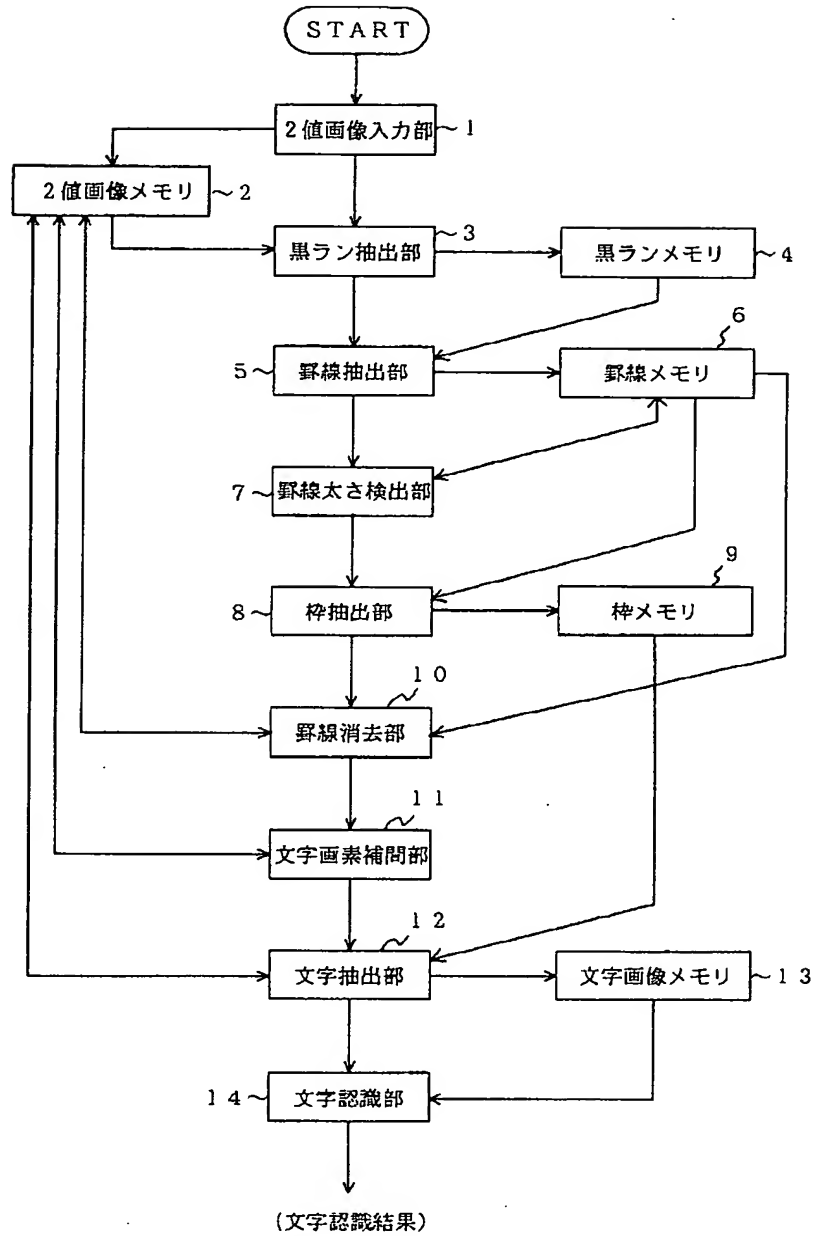 START
2値画像入力部 ~1
2値画像メモリ ~2
3
黒ラン抽出部
黒ランメモリ ~4
6
5~ 罫線抽出部
罫線メモリ
7~ 罫線太さ検出部
9
8~ 枠抽出部
枠メモリ
10
罫線消去部
11
文字画素補間部
12
文字抽出部
文字画像メモリ ~13
14~ 文字認識部
(文字認識結果)